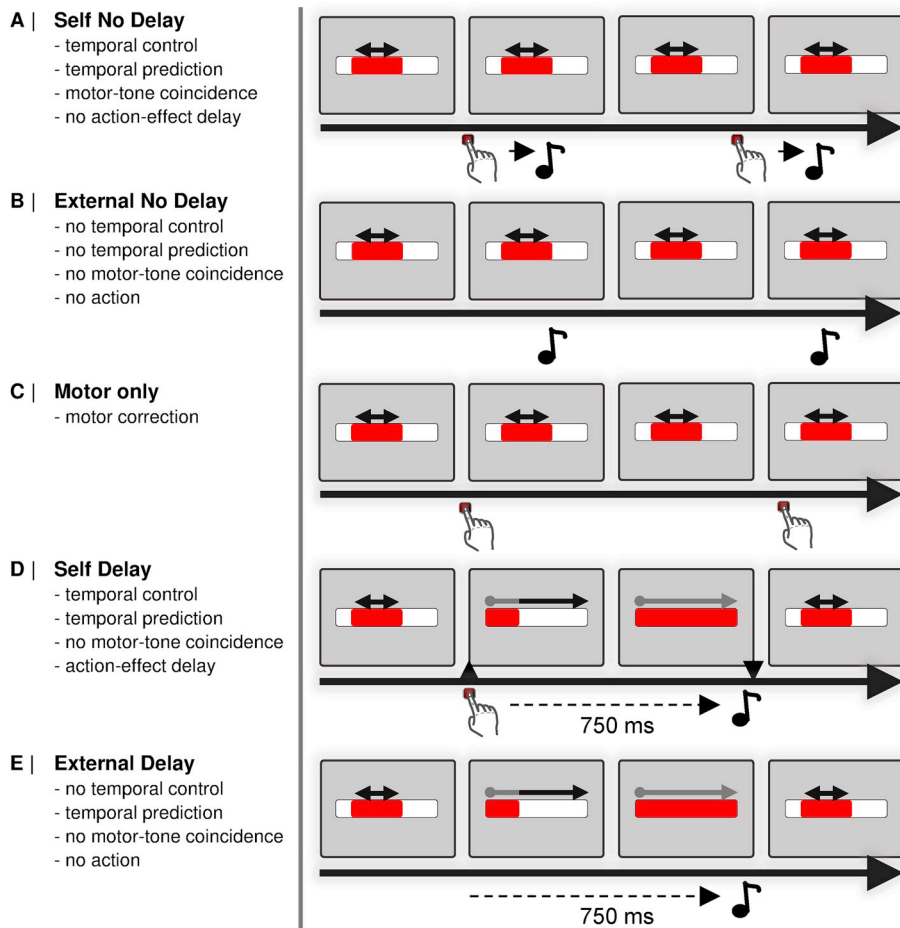 A | Self No Delay
- temporal control
- temporal prediction
- motor-tone coincidence
- no action-effect delay
B | External No Delay
- no temporal control
- no temporal prediction
- no motor-tone coincidence
- no action
C | Motor only
- motor correction
D | Self Delay
- temporal control
- temporal prediction
- no motor-tone coincidence
- action-effect delay
750 ms
E | External Delay
- no temporal control
- temporal prediction
- no motor-tone coincidence
- no action
750 ms